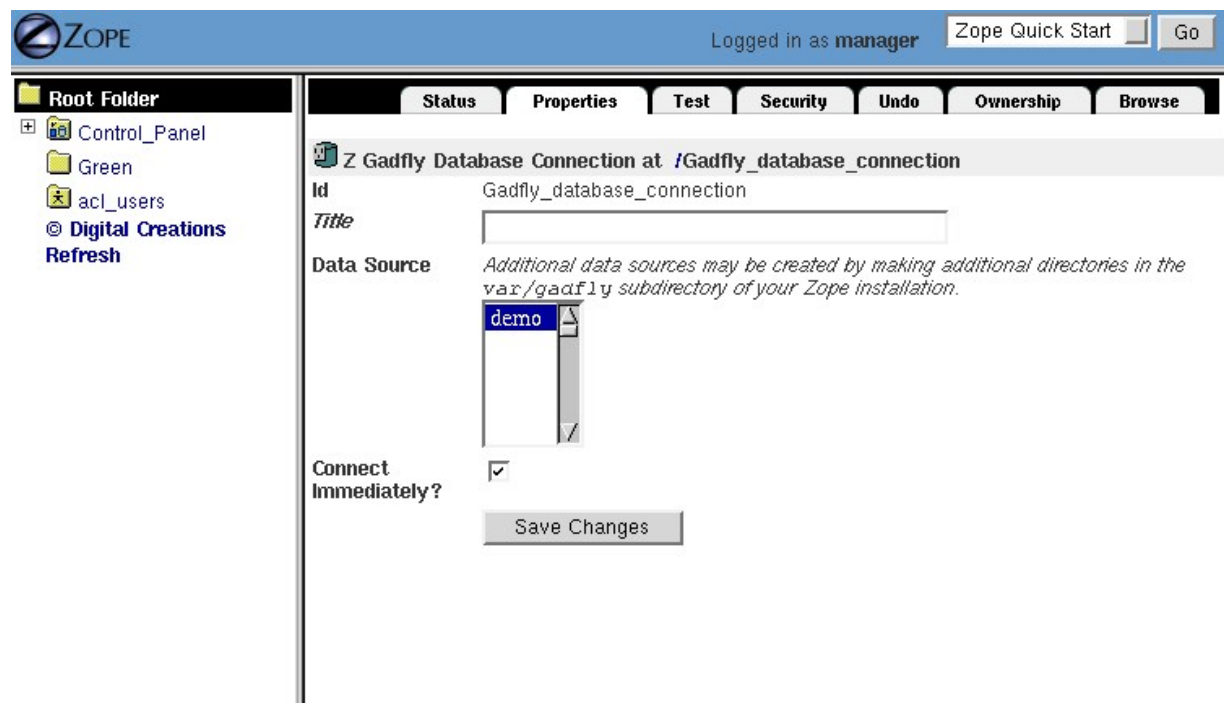 ZOPE
Logged in as manager
Zope Quick Start
Go
Root Folder
Control_Panel
Green
acl_users
© Digital Creations
Refresh
Status Properties Test Security Undo Ownership Browse
Z Gadfly Database Connection at /Gadfly_database_connection
Id Gadfly_database_connection
Title
Data Source Additional data sources may be created by making additional directories in the
var/gadfly subdirectory of your Zope installation.
demo
Connect
Immediately?
Save Changes